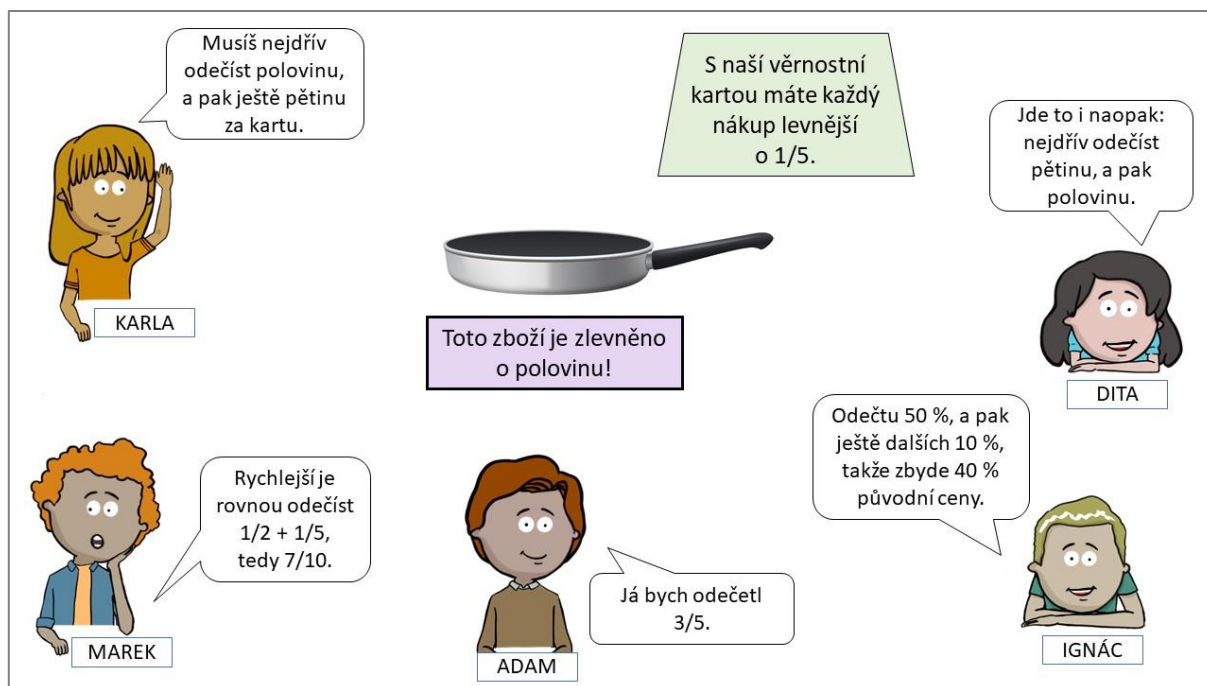 Musíš nejdřív
odečíst polovinu,
a pak ještě pětinu
za kartu.
KARLA
S naší věrnostní
kartou máte každý
nákup levnější
o 1/5.
Jde to i naopak:
nejdřív odečíst
pětinu, a pak
polovinu.
DITA
Toto zboží je zlevněno
o polovinu!
Rychlejší je
rovnou odečíst
1/2 + 1/5,
tedy 7/10.
MAREK
Já bych odečetl
3/5.
ADAM
Odečtu 50 %, a pak
ještě dalších 10 %,
takže zbyde 40 %
původní ceny.
IGNÁC